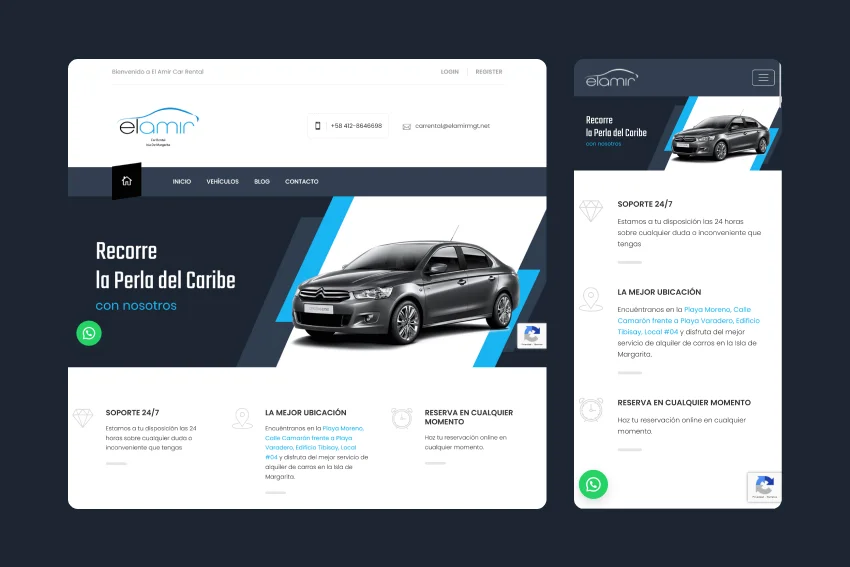 Bienvenido a El Amir Car Rental
LOGIN
REGISTER
elamir
Car Rental
Isla De Margarita
+58 412-8646698
carrental@elamirmgt.net
INICIO
VEHÍCULOS
BLOG
CONTACTO
Recorre
la Perla del Caribe
con nosotros
SOPORTE 24/7
Estamos a tu disposición las 24
horas sobre cualquier duda o
inconveniente que tengas
LA MEJOR UBICACIÓN
Encuéntranos en la Playa Moreno,
Calle Camarón frente a Playa
Varadero, Edificio Tibisay, Local
#04 y disfruta del mejor servicio de
alquiler de carros en la Isla de
Margarita.
RESERVA EN CUALQUIER
MOMENTO
Haz tu reservación online en
cualquier momento.
elamir
Recorre
la Perla del Caribe
con nosotros
SOPORTE 24/7
Estamos a tu disposición las 24 horas
sobre cualquier duda o inconveniente que
tengas
LA MEJOR UBICACIÓN
Encuéntranos en la Playa Moreno, Calle
Camarón frente a Playa Varadero, Edificio
Tibisay, Local #04 y disfruta del mejor
servicio de alquiler de carros en la Isla de
Margarita.
RESERVA EN CUALQUIER MOMENTO
Haz tu reservación online en cualquier
momento.